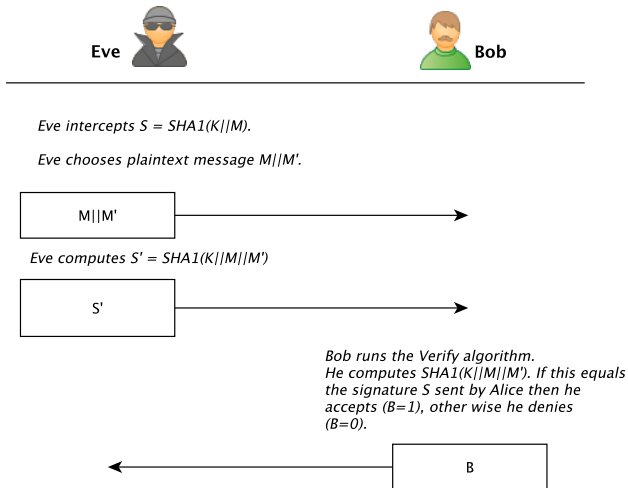 Eve
Bob
Eve intercepts S = SHA1(K||M).
Eve chooses plaintext message M||M'.
M||M'
Eve computes S' = SHA1(K||M||M')
S'
Bob runs the Verify algorithm.
He computes SHA1(K||M||M'). If this equals
the signature S sent by Alice then he
accepts (B=1), other wise he denies
(B=0).
B